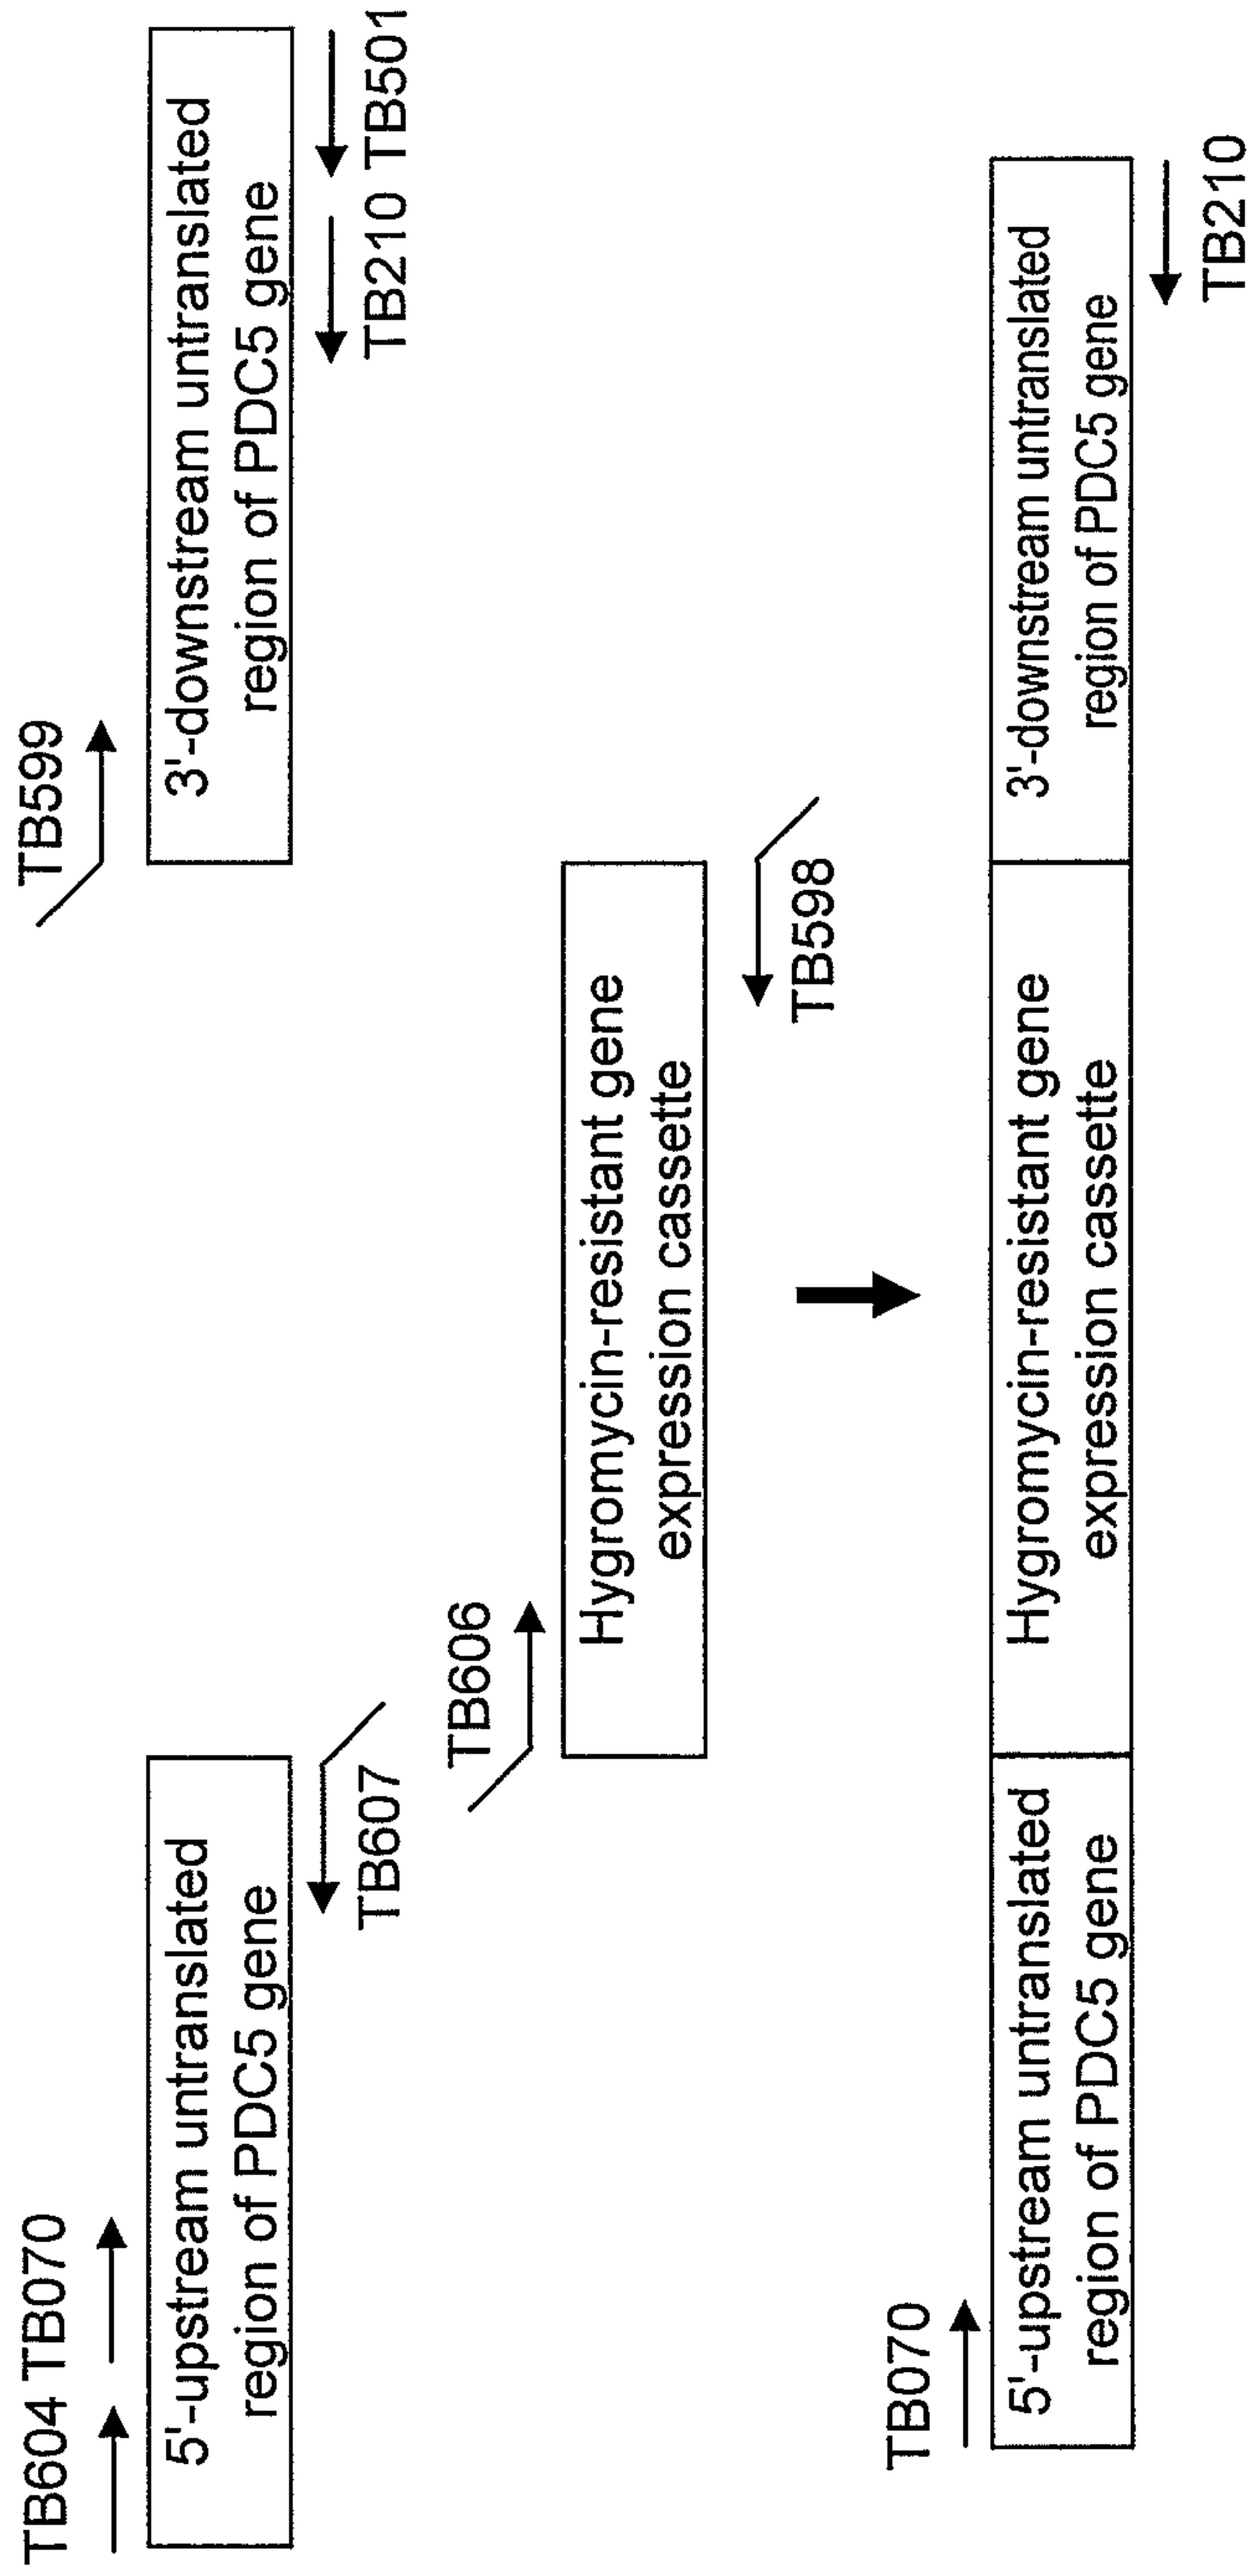 TB604 TB070
5'-upstream untranslated
region of PDC5 gene
TB607
TB599
3'-downstream untranslated
region of PDC5 gene
TB210 TB501
TB606
Hygromycin-resistant gene
expression cassette
TB598
TB070
5'-upstream untranslated
region of PDC5 gene
Hygromycin-resistant gene
expression cassette
3'-downstream untranslated
region of PDC5 gene
TB210